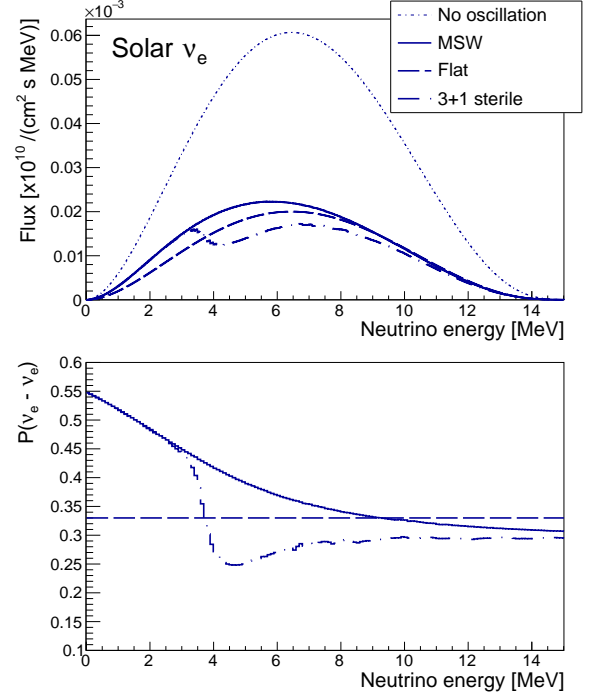 ×10⁻³
Flux [x10¹⁰ /(cm² s MeV)]
0.06
0.05
0.04
0.03
0.02
0.01
0
Solar νₑ
No oscillation
MSW
Flat
3+1 sterile
0 2 4 6 8 10 12 14
Neutrino energy [MeV]
P(νₑ - νₑ)
0.6
0.55
0.5
0.45
0.4
0.35
0.3
0.25
0.2
0.15
0.1
0 2 4 6 8 10 12 14
Neutrino energy [MeV]